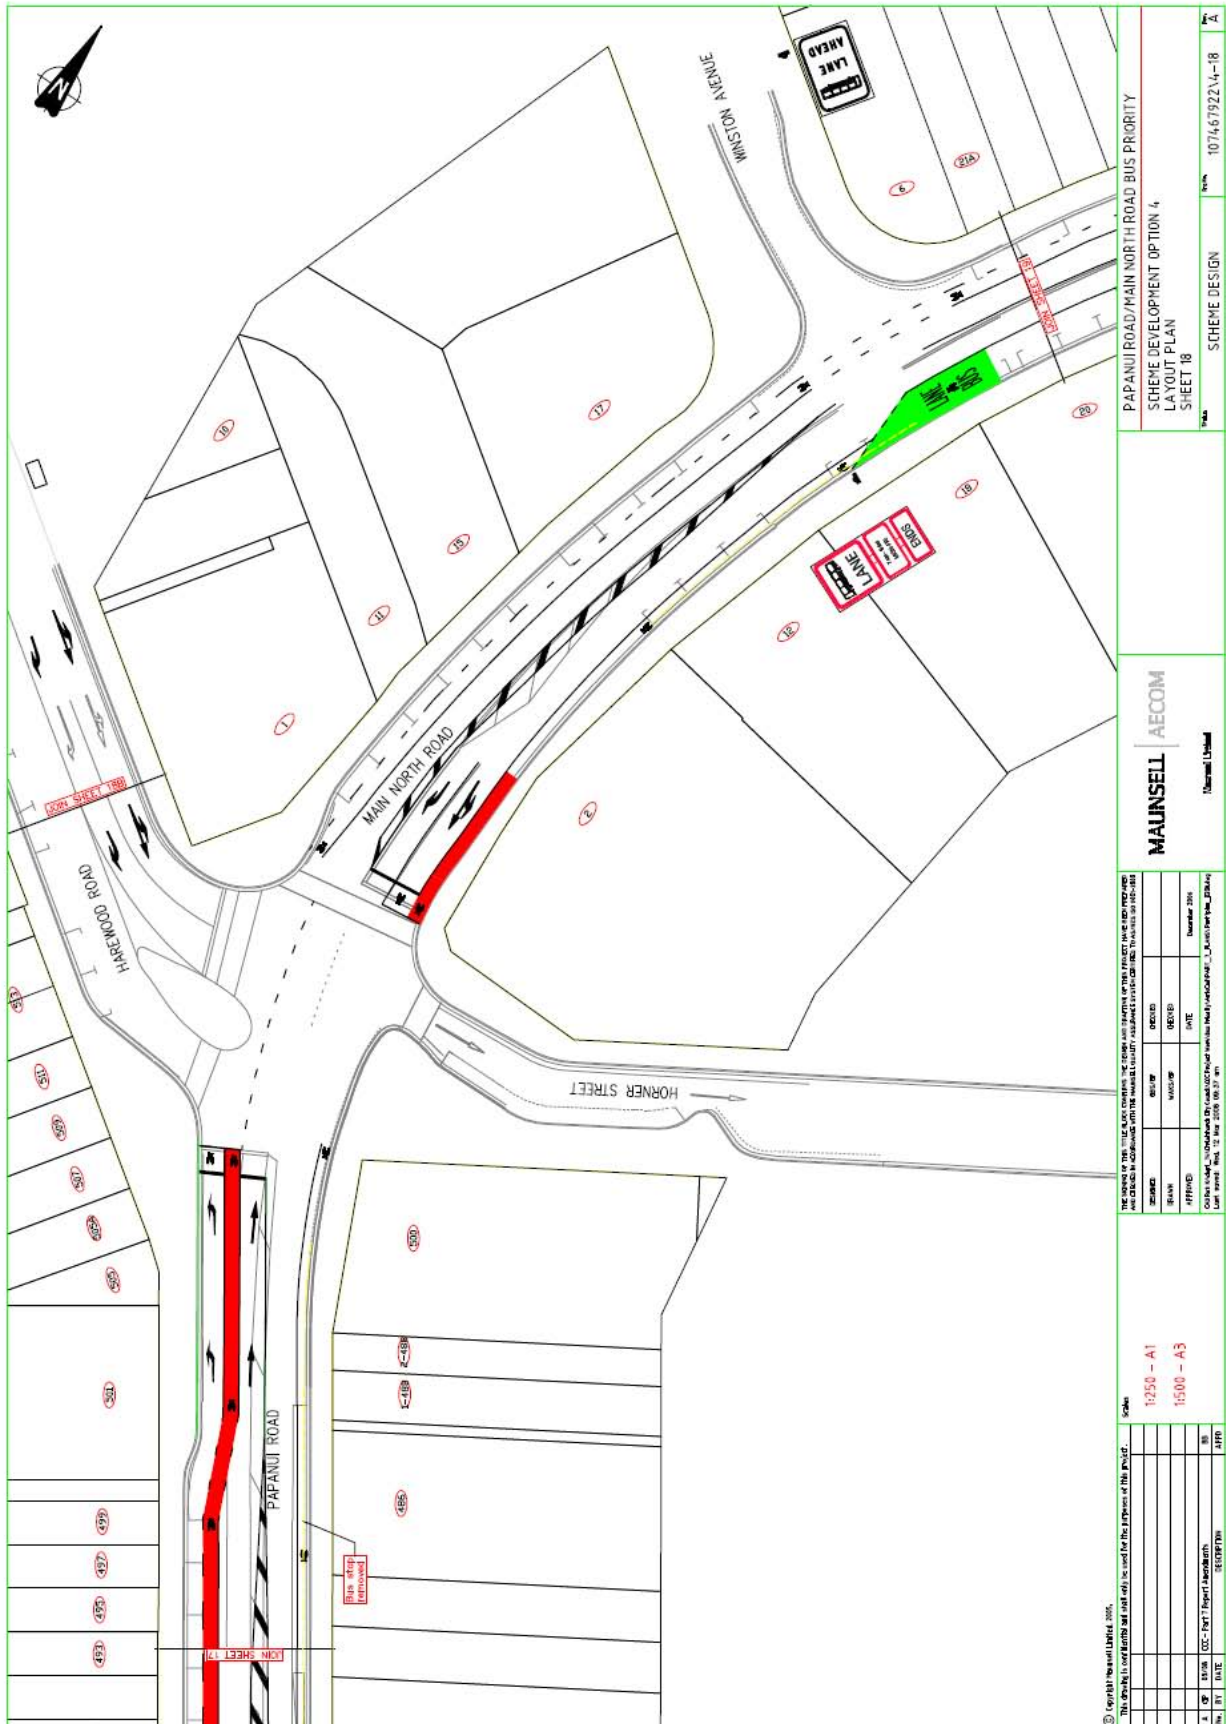 WINSTON AVENUE
LANE
AHEAD
6
21A
JOIN SHEET 19
10
17
15
11
1
20
18
BUS
LANE
LANE
ENDS
12
2
MAIN NORTH ROAD
JOIN SHEET 18B
HAREWOOD ROAD
HORNER STREET
513
511
509
507
505A
505
501
499
497
495
493
500
2-488
1-488
486
PAPANUI ROAD
Bus stop
removed
JOIN SHEET 17
PAPANUI ROAD/MAIN NORTH ROAD BUS PRIORITY
SCHEME DEVELOPMENT OPTION 4
LAYOUT PLAN
SHEET 18
SCHEME DESIGN
107467922\4-18
A
MAUNSELL | AECOM
Maunsell Limited
DESIGNED
CHECKED
DRAWN
CHECKED
APPROVED
DATE
December 2006
Scales
1:250 - A1
1:500 - A3
This drawing is confidential and shall only be used for the purposes of this project.
CCC - Part 7 Report Amendments
No. BY DATE DESCRIPTION APPD